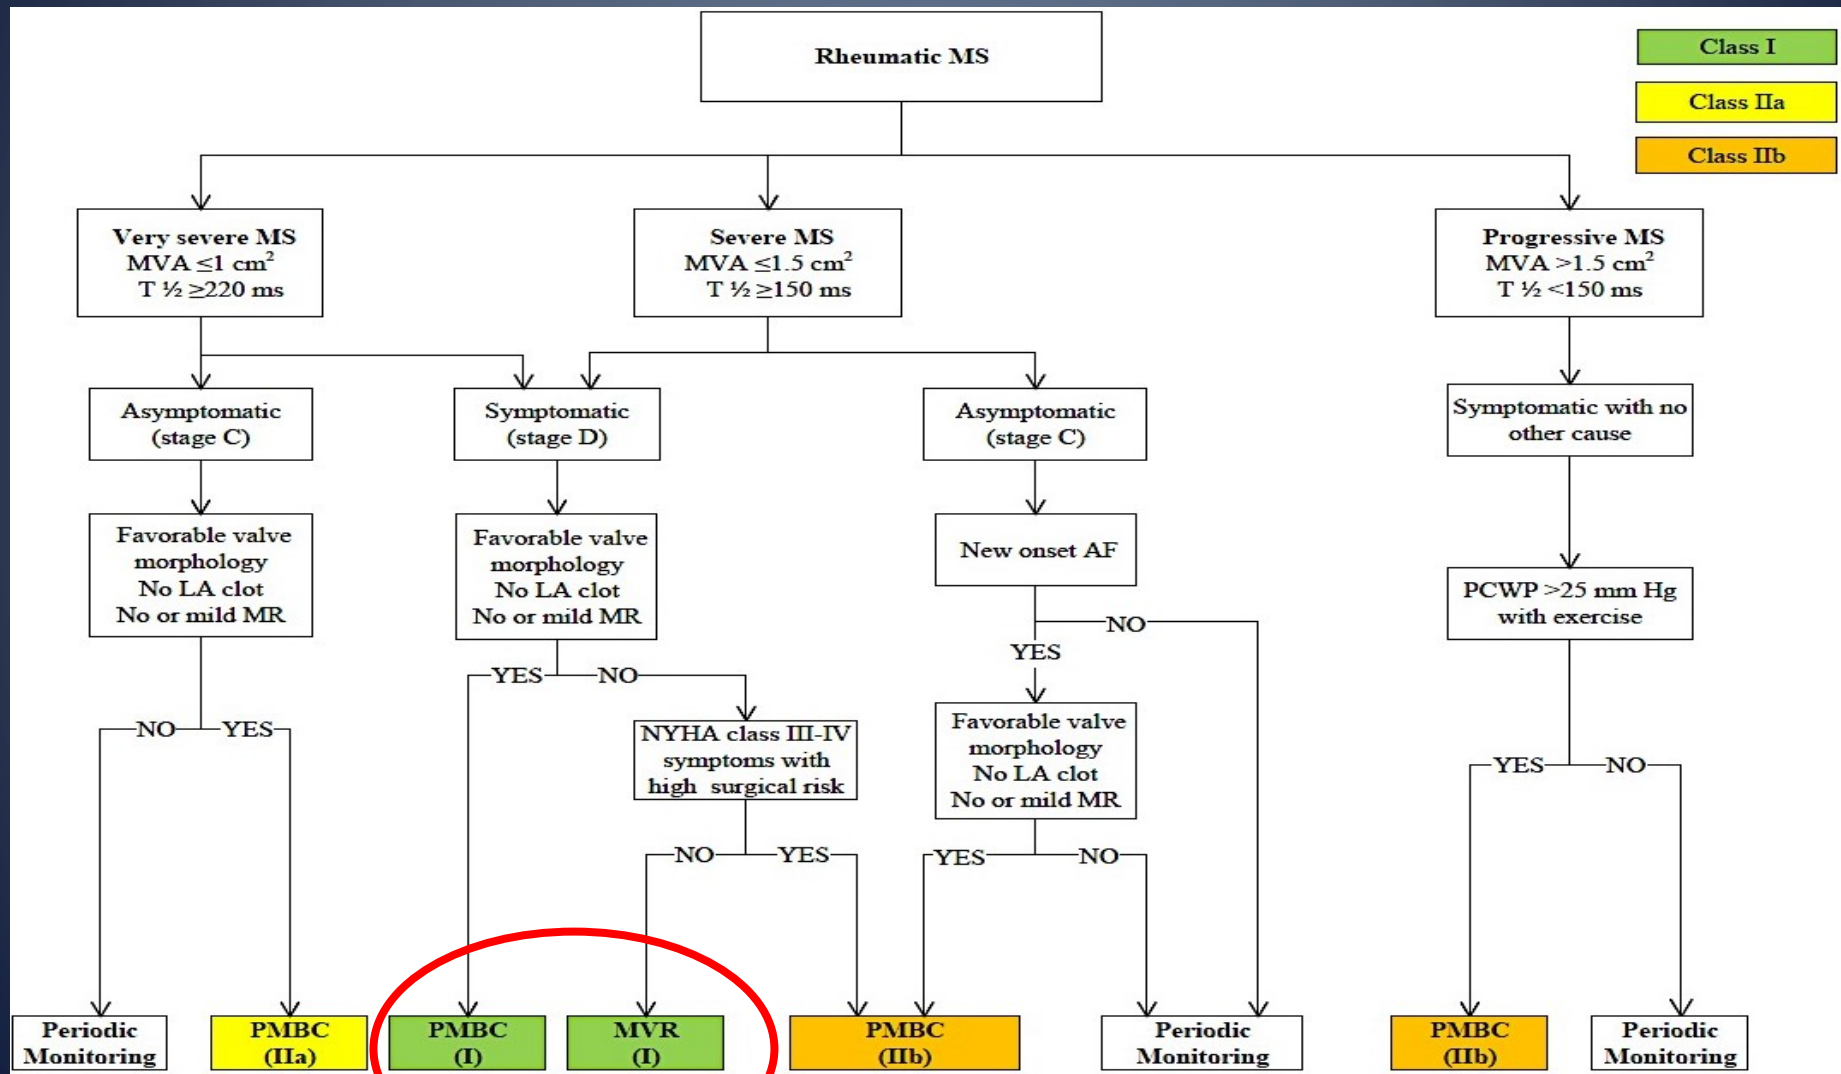 Rheumatic MS
Class I
Class IIa
Class IIb
Very severe MS
MVA ≤1 cm²
T ½ ≥220 ms
Severe MS
MVA ≤1.5 cm²
T ½ ≥150 ms
Progressive MS
MVA >1.5 cm²
T ½ <150 ms
Asymptomatic
(stage C)
Symptomatic
(stage D)
Asymptomatic
(stage C)
Symptomatic with no
other cause
Favorable valve
morphology
No LA clot
No or mild MR
Favorable valve
morphology
No LA clot
No or mild MR
New onset AF
PCWP >25 mm Hg
with exercise
NO
YES
YES
NO
NYHA class III-IV
symptoms with
high surgical risk
Favorable valve
morphology
No LA clot
No or mild MR
NO
YES
YES
NO
NO
YES
YES
NO
YES
NO
Periodic
Monitoring
PMBC
(IIa)
PMBC
(I)
MVR
(I)
PMBC
(IIb)
Periodic
Monitoring
PMBC
(IIb)
Periodic
Monitoring